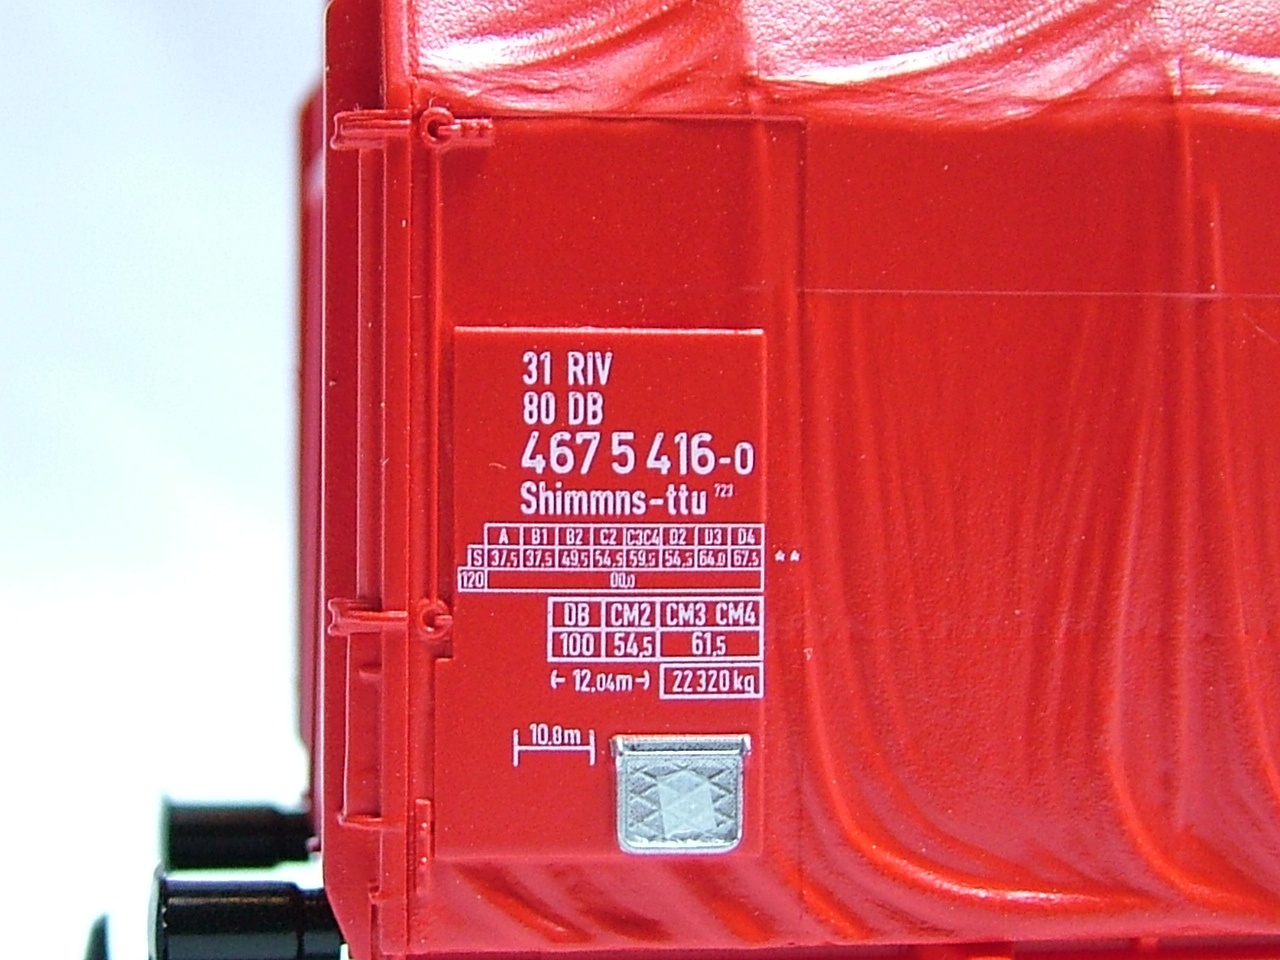 31 RIV
80 DB
467 5 416-0
Shimmns-ttu 723
A B1 B2 C2 C3C4 D2 D3 D4
S 37,5 37,5 49,5 54,5 59,5 54,5 64,0 67,5 **
120 00,0
DB CM2 CM3 CM4
100 54,5 61,5
12,04m 22 320 kg
10,8m